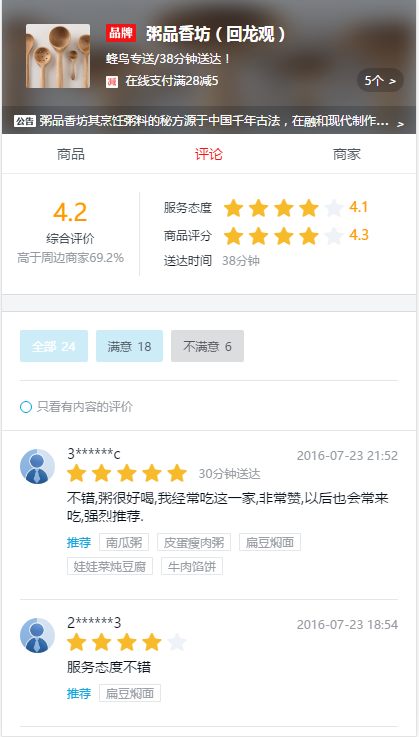 品牌 粥品香坊（回龙观）
蜂鸟专送/38分钟送达！
减 在线支付满28减5
5个 >
公告 粥品香坊其烹饪粥料的秘方源于中国千年古法，在融和现代制作... >
商品 评论 商家
4.2
综合评价
高于周边商家69.2%
服务态度 4.1
商品评分 4.3
送达时间 38分钟
全部 24 满意 18 不满意 6
只看有内容的评价
3******c 2016-07-23 21:52
30分钟送达
不错,粥很好喝,我经常吃这一家,非常赞,以后也会常来
吃,强烈推荐.
推荐 南瓜粥 皮蛋瘦肉粥 扁豆焖面
娃娃菜炖豆腐 牛肉馅饼
2******3 2016-07-23 18:54
服务态度不错
推荐 扁豆焖面